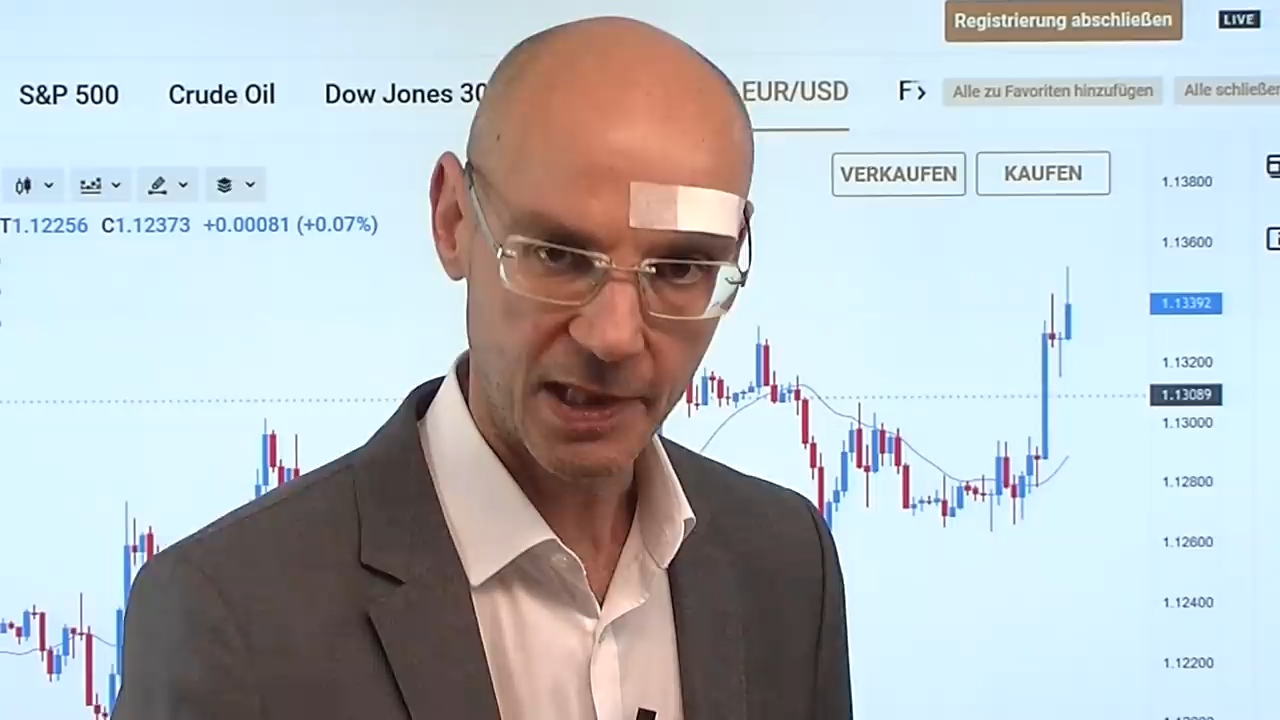 Registrierung abschließen
LIVE
S&P 500 Crude Oil Dow Jones 30 EUR/USD F Alle zu Favoriten hinzufügen Alle schließen
VERKAUFEN KAUFEN
T1.12256 C1.12373 +0.00081 (+0.07%)
1.13800
1.13600
1.13392
1.13200
1.13089
1.13000
1.12800
1.12600
1.12400
1.12200